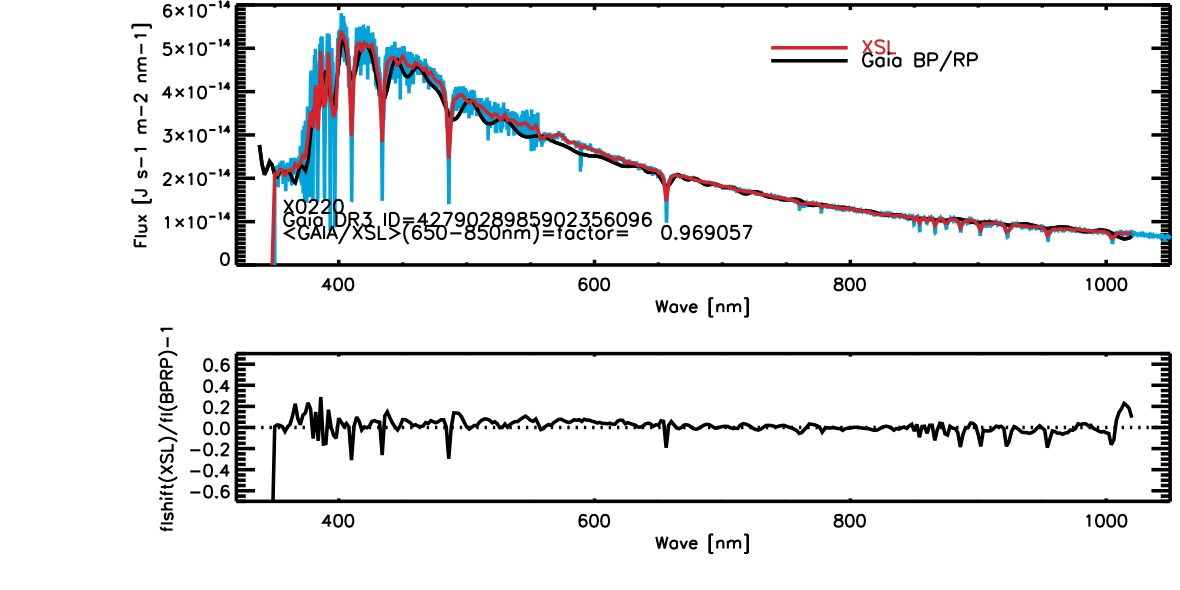 6×10⁻¹⁴
5×10⁻¹⁴
4×10⁻¹⁴
3×10⁻¹⁴
2×10⁻¹⁴
1×10⁻¹⁴
0
Flux [J s−1 m−2 nm−1]
XSL
Gaia BP/RP
X0220
Gaia DR3 ID=4279028985902356096
<GAIA/XSL>(650−850nm)=factor= 0.969057
400 600 800 1000
Wave [nm]
0.6
0.4
0.2
0.0
−0.2
−0.4
−0.6
flshift(XSL)/fl(BPRP)−1
400 600 800 1000
Wave [nm]